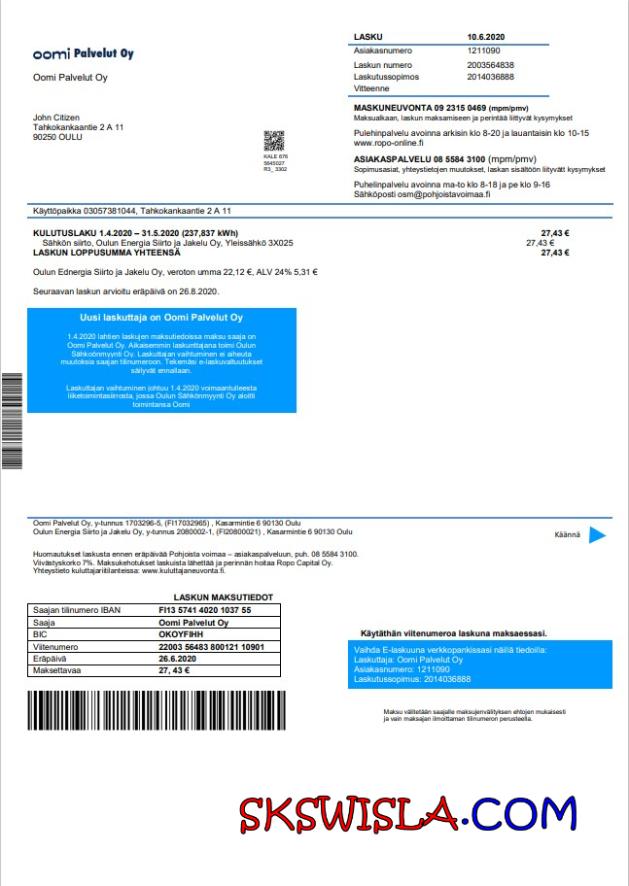 oomi Palvelut Oy
Oomi Palvelut Oy
John Citizen
Tahkokankaantie 2 A 11
90250 OULU
KALE 676
5645027
R3_ 3302
LASKU 10.6.2020
Asiakasnumero 1211090
Laskun numero 2003564838
Laskutussopimos 2014036888
Vitteenne
MASKUNEUVONTA 09 2315 0469 (mpm/pmv)
Maksualkaan, laskun maksamiseen ja perintää liittyvät kysymykset
Pulehinpalvelu avoinna arkisin klo 8-20 ja lauantaisin klo 10-15
www.ropo-online.fi
ASIAKASPALVELU 08 5584 3100 (mpm/pmv)
Sopimusasiat, yhteystietojen muutokset, laskan sisältöön liityvätt kysymykset
Puhelinpalvelu avoinna ma-to klo 8-18 ja pe klo 9-16
Sähköposti osm@pohjoistavoimaa.fi
Käyttöpaikka 03057381044, Tahkokankaantie 2 A 11
KULUTUSLAKU 1.4.2020 – 31.5.2020 (237,837 kWh) 27,43 €
Sähkön siirto, Oulun Energia Siirto ja Jakelu Oy, Yleissähkö 3X025 27,43 €
LASKUN LOPPUSUMMA YHTEENSÄ 27,43 €
Oulun Ednergia Siirto ja Jakelu Oy, veroton umma 22,12 €, ALV 24% 5,31 €
Seuraavan laskun arvioitu eräpäivä on 26.8.2020.
Uusi laskuttaja on Oomi Palvelut Oy
1.4.2020 lahtien laskujen maksutiedoissa maksu saaja on
Oomi Palvelut Oy. Aikaisemmin laskunttajana toimi Oulun
Sähkoönmyynti Oy. Laskuttajan vaihtuminen ei aiheuta
muutoksia saajan tilinumeroon. Tekemäsi e-laskuvaltuutukset
säilyvät ennallaan.
Laskuttajan vaihtuminen johtuu 1.4.2020 voimaantulleesta
liiketoimintasiirrosta, jossa Oulun Sähkönmyynti Oy aloitti
toimintansa Oomi
Oomi Palvelut Oy, y-tunnus 1703296-5, (FI17032965) , Kasarmintie 6 90130 Oulu
Oulun Energia Siirto ja Jakelu Oy, y-tunnus 2080002-1, (FI20800021) , Kasarmintie 6 90130 Oulu
Käännä
Huomautukset laskusta ennen eräpäivää Pohjoista voimaa – asiakaspalveluun, puh. 08 5584 3100.
Viivästyskorko 7%. Maksukehotukset laskuista lähettää ja perinnän hoitaa Ropo Capital Oy.
Yhteystieto kuluttajaritilanteissa: www.kuluttajaneuvonta.fi.
LASKUN MAKSUTIEDOT
Saajan tilinumero IBAN FI13 5741 4020 1037 55
Saaja Oomi Palvelut Oy
BIC OKOYFIHH
Viitenumero 22003 56483 800121 10901
Eräpäivä 26.6.2020
Maksettavaa 27, 43 €
Käytäthän viitenumeroa laskuna maksaessasi.
Vaihda E-laskuuna verkkopankissasi näillä tiedoilla:
Laskuttaja: Oomi Palvelut Oy
Asiakasnumero: 1211090
Laskutussopimus: 2014036888
Maksu välitetään saajalle maksujenvälityksen ehtojen mukaisesti
ja vain maksajan ilmoittaman tilinumeron perusteella.
SKSWISLA.COM